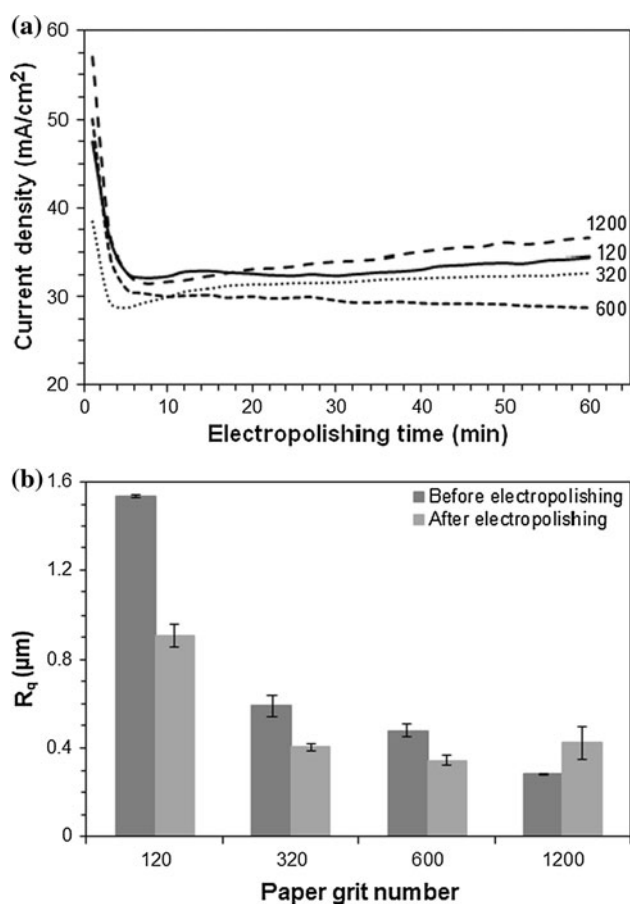 (a)
60
50
40
30
20
Current density (mA/cm²)
1200
120
320
600
0 10 20 30 40 50 60
Electropolishing time (min)
(b)
1.6
1.2
0.8
0.4
0
Rq (µm)
Before electropolishing
After electropolishing
120 320 600 1200
Paper grit number